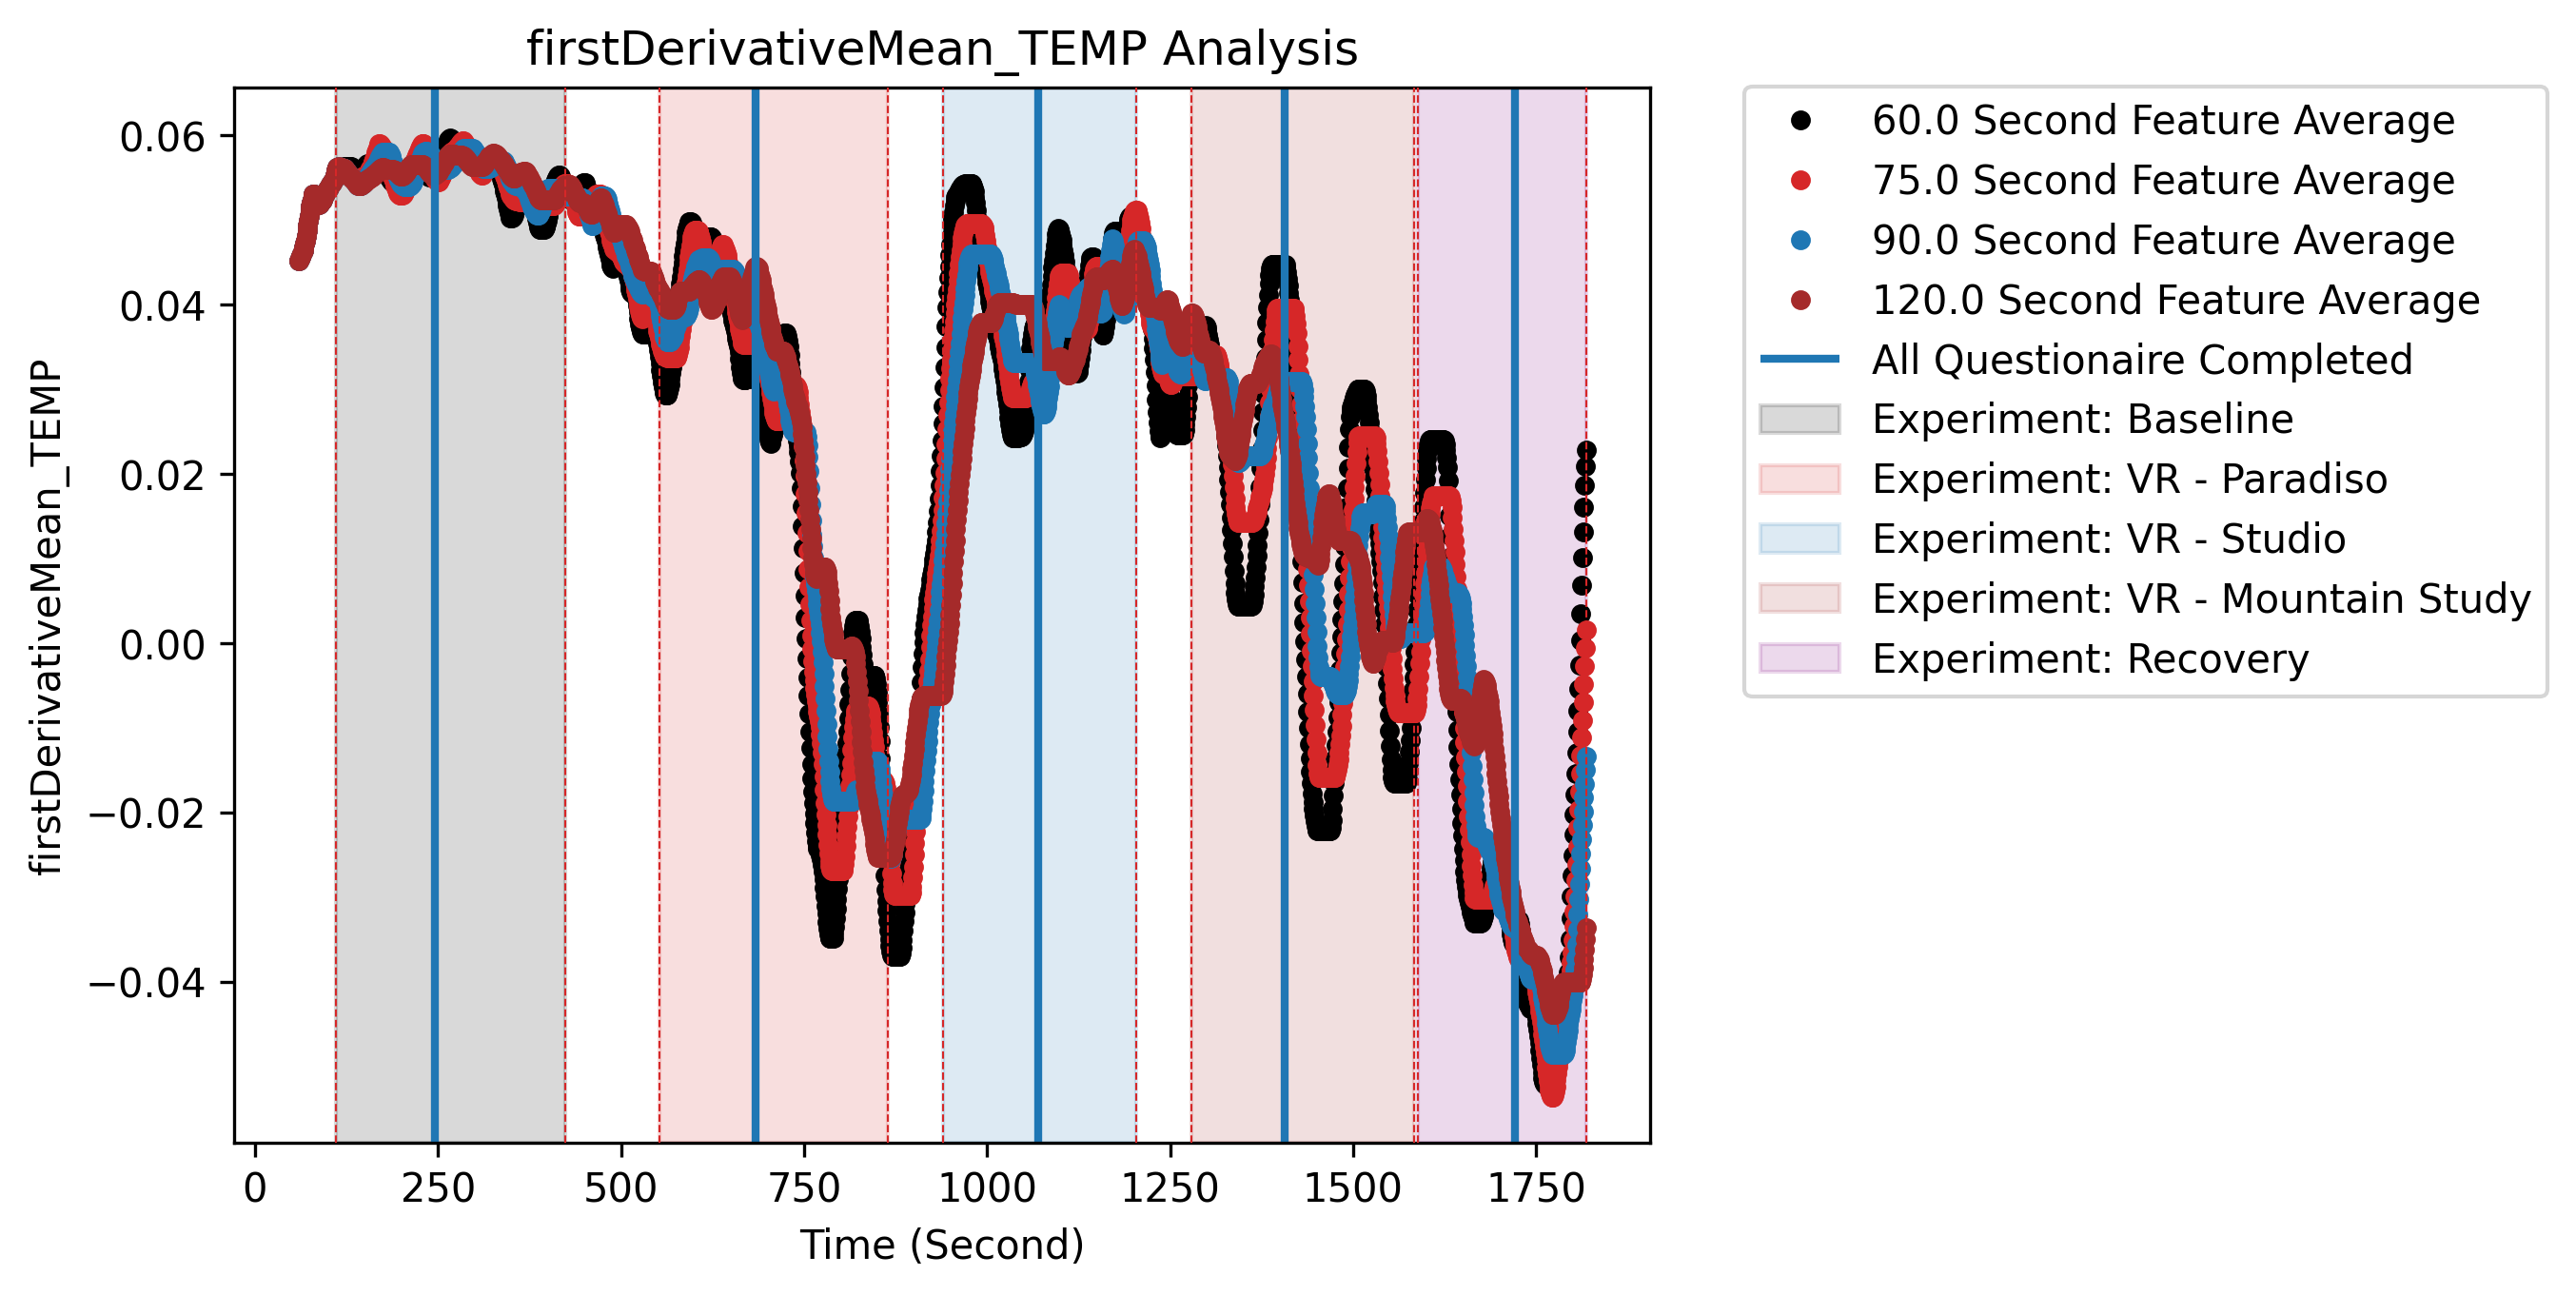 firstDerivativeMean_TEMP Analysis
firstDerivativeMean_TEMP
0.06
0.04
0.02
0.00
−0.02
−0.04
0 250 500 750 1000 1250 1500 1750
Time (Second)
60.0 Second Feature Average
75.0 Second Feature Average
90.0 Second Feature Average
120.0 Second Feature Average
All Questionaire Completed
Experiment: Baseline
Experiment: VR - Paradiso
Experiment: VR - Studio
Experiment: VR - Mountain Study
Experiment: Recovery